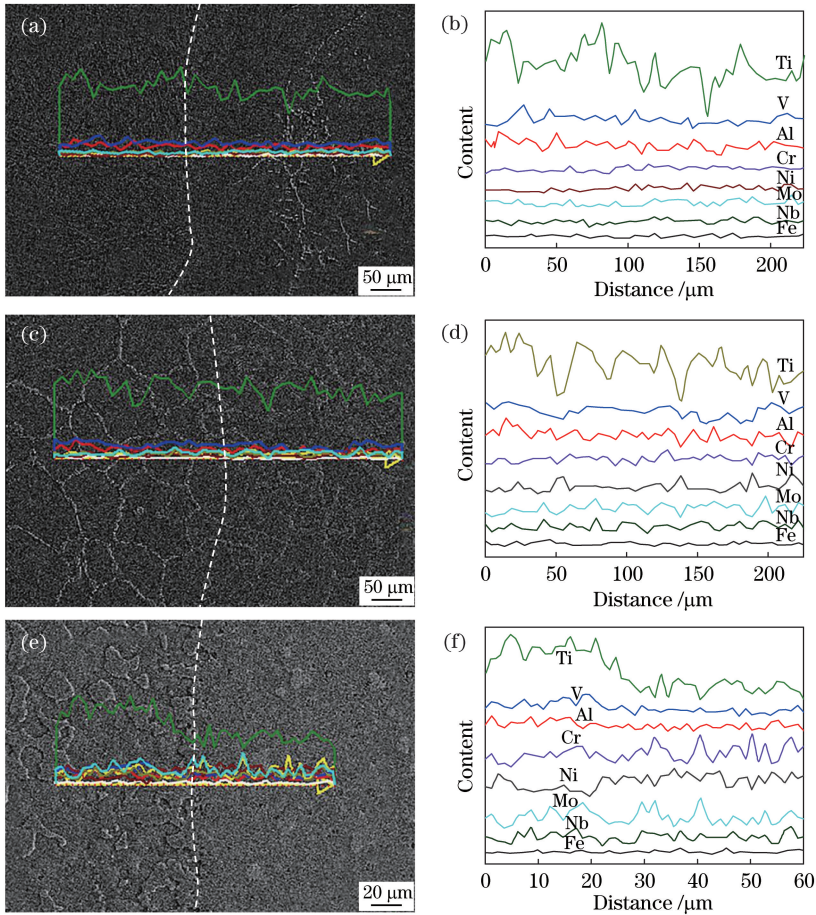 (a)
50 μm
(b)
Content
Ti
V
Al
Cr
Ni
Mo
Nb
Fe
0 50 100 150 200
Distance /μm
(c)
50 μm
(d)
Content
Ti
V
Al
Cr
Ni
Mo
Nb
Fe
0 50 100 150 200
Distance /μm
(e)
20 μm
(f)
Content
Ti
V
Al
Cr
Ni
Mo
Nb
Fe
0 10 20 30 40 50 60
Distance /μm